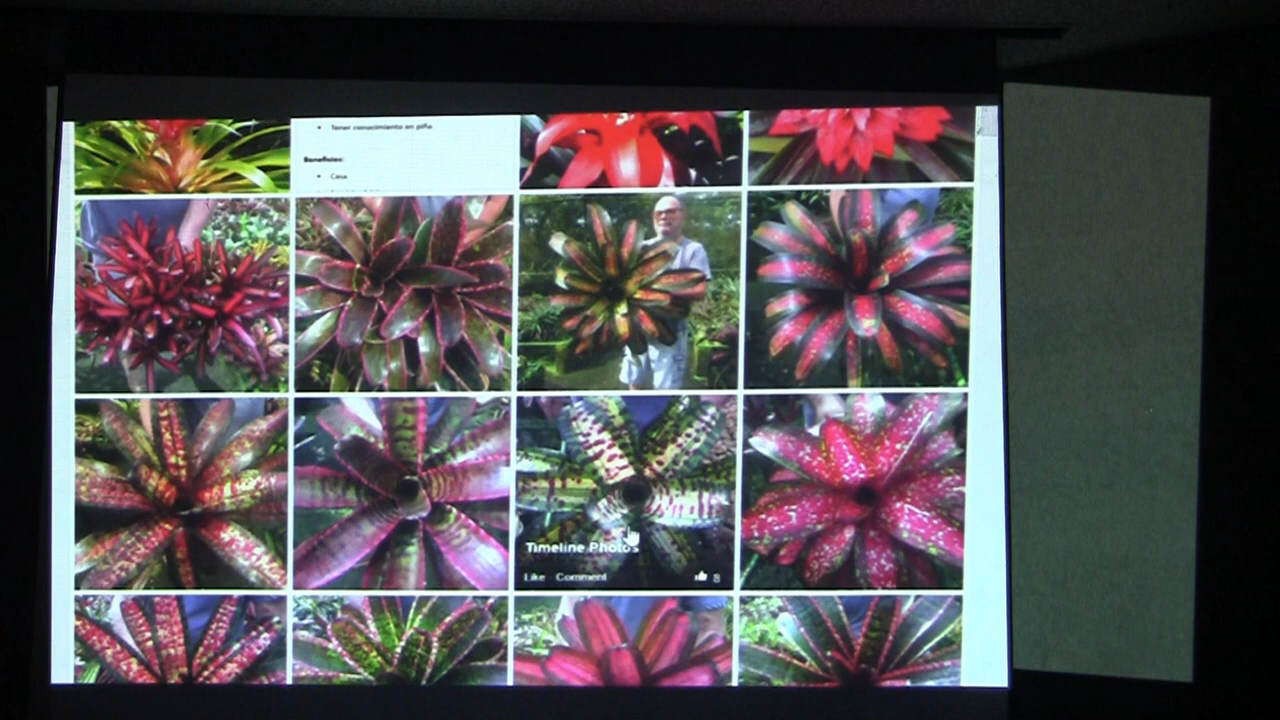 • Tener conocimiento en piña
Beneficios:
• Casa
Timeline Photos
Like · Comment 8